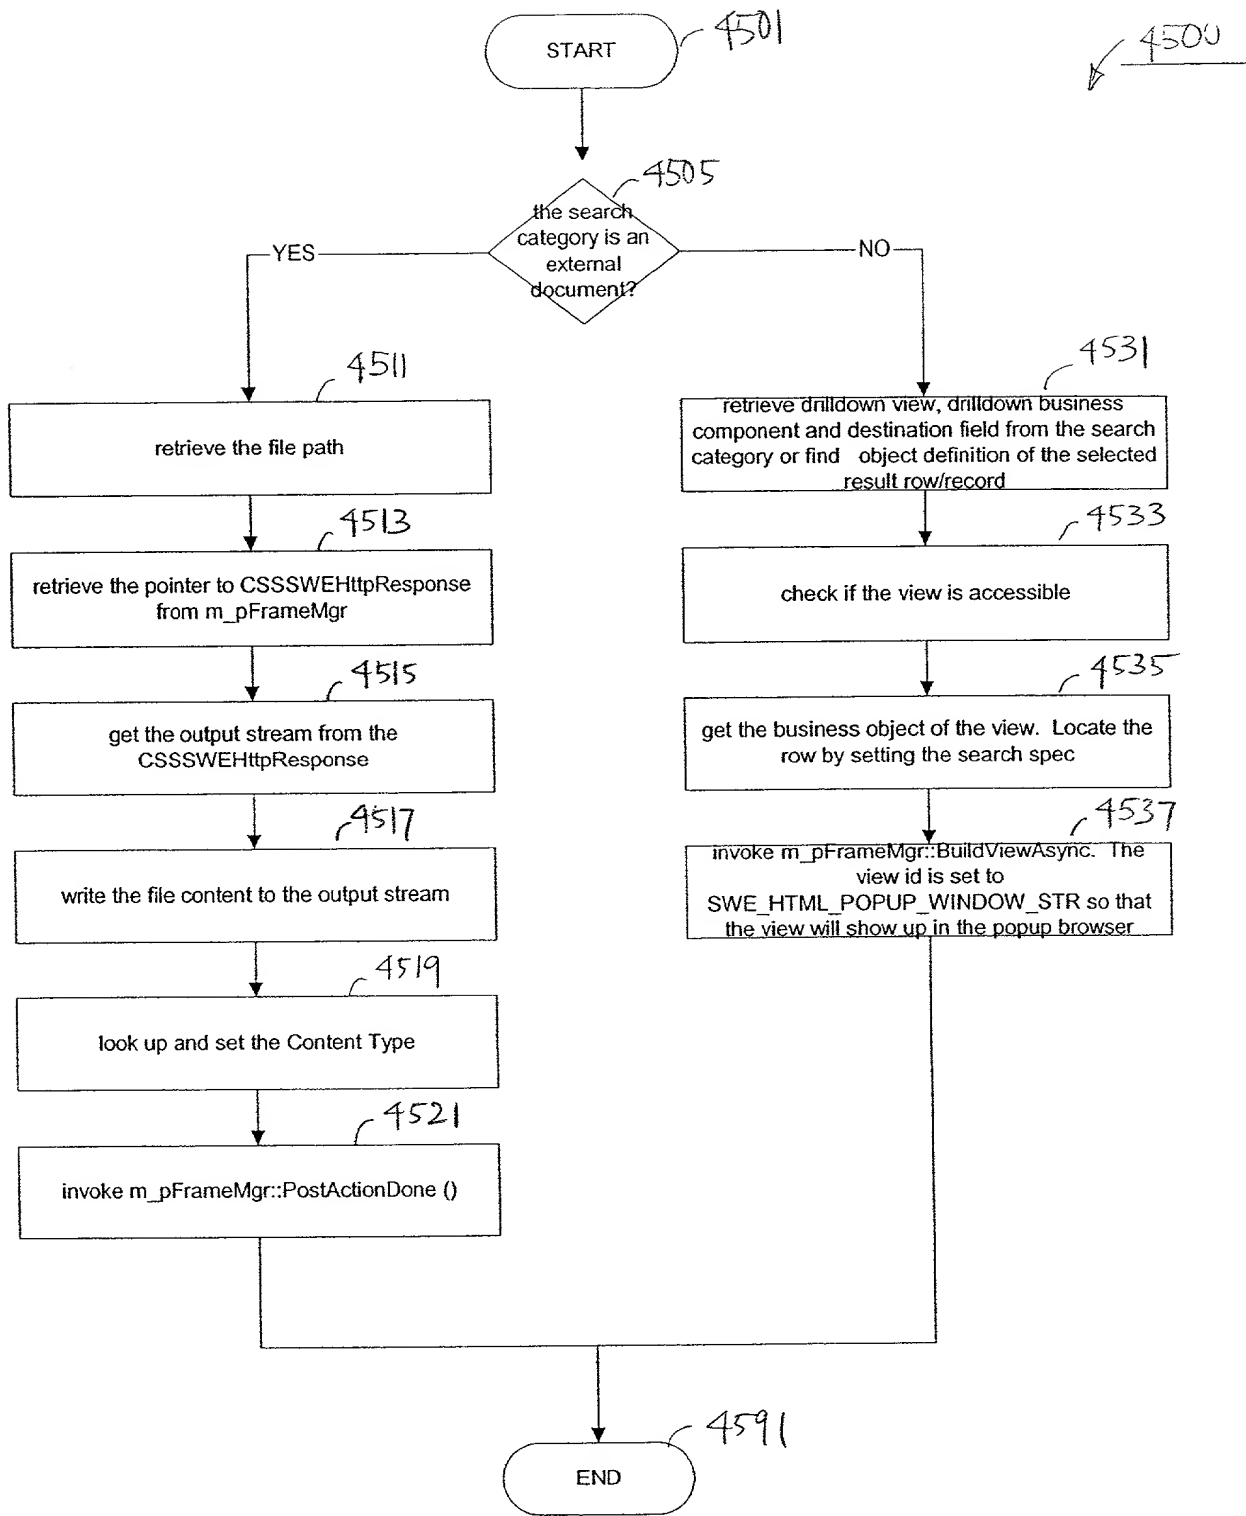 4500
START
4501
4505
the search
category is an
external
document?
YES
NO
4511
retrieve the file path
4513
retrieve the pointer to CSSSWEHttpResponse
from m_pFrameMgr
4515
get the output stream from the
CSSSWEHttpResponse
4517
write the file content to the output stream
4519
look up and set the Content Type
4521
invoke m_pFrameMgr::PostActionDone ()
4531
retrieve drilldown view, drilldown business
component and destination field from the search
category or find object definition of the selected
result row/record
4533
check if the view is accessible
4535
get the business object of the view. Locate the
row by setting the search spec
4537
invoke m_pFrameMgr::BuildViewAsync. The
view id is set to
SWE_HTML_POPUP_WINDOW_STR so that
the view will show up in the popup browser
4591
END